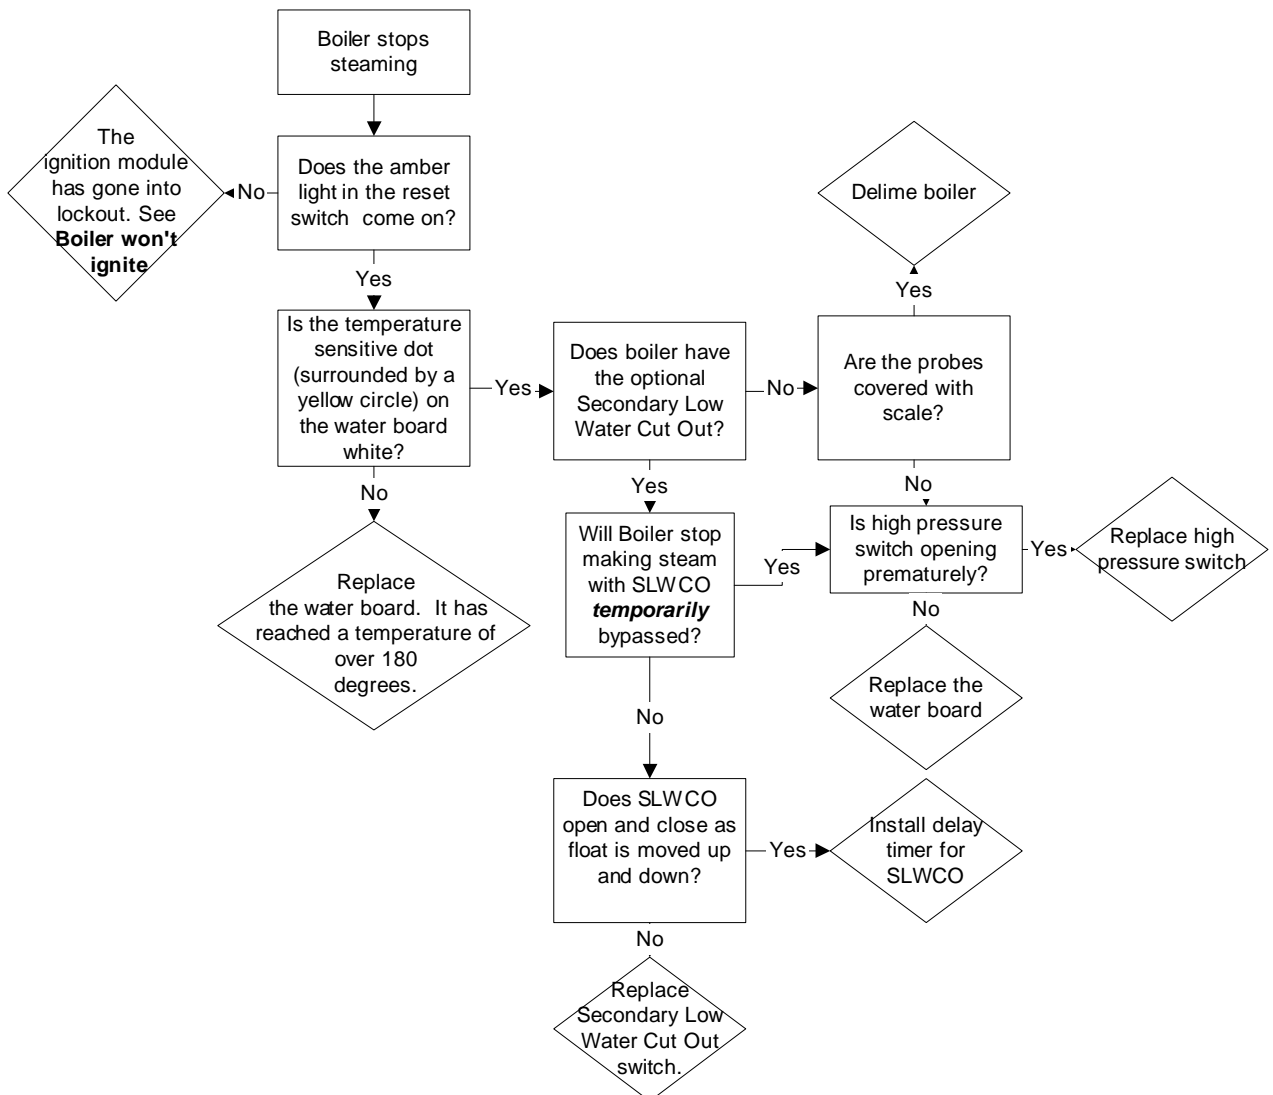 Boiler stops
steaming
The
ignition module
has gone into
lockout. See
Boiler won't
ignite
No
Does the amber
light in the reset
switch come on?
Delime boiler
Yes
Yes
Is the temperature
sensitive dot
(surrounded by a
yellow circle) on
the water board
white?
Yes
Does boiler have
the optional
Secondary Low
Water Cut Out?
No
Are the probes
covered with
scale?
No
Yes
No
Replace
the water board. It has
reached a temperature of
over 180
degrees.
Will Boiler stop
making steam
with SLWCO
temporarily
bypassed?
Yes
Is high pressure
switch opening
prematurely?
Yes
Replace high
pressure switch
No
Replace the
water board
No
Does SLWCO
open and close as
float is moved up
and down?
Yes
Install delay
timer for
SLWCO
No
Replace
Secondary Low
Water Cut Out
switch.